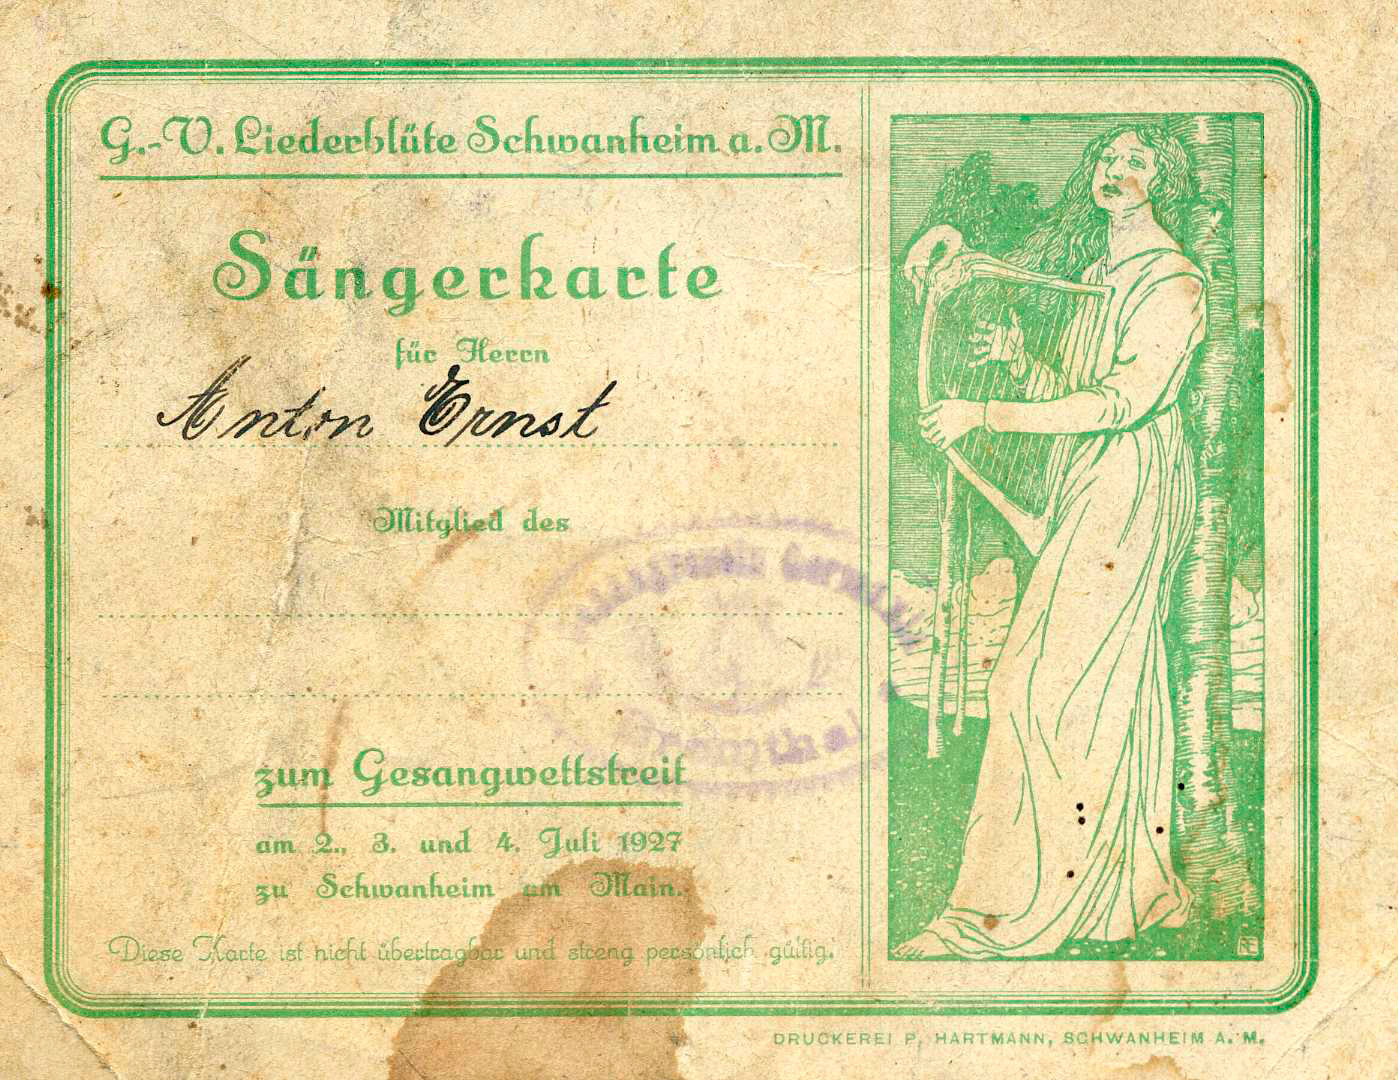 G.-V. Liederblüte Schwanheim a. M.
Sängerkarte
für Herrn
Anton Ernst
Mitglied des
zum Gesangwettstreit
am 2., 3. und 4. Juli 1927
zu Schwanheim am Main.
Diese Karte ist nicht übertragbar und streng persönlich gültig.
DRUCKEREI P. HARTMANN, SCHWANHEIM A. M.